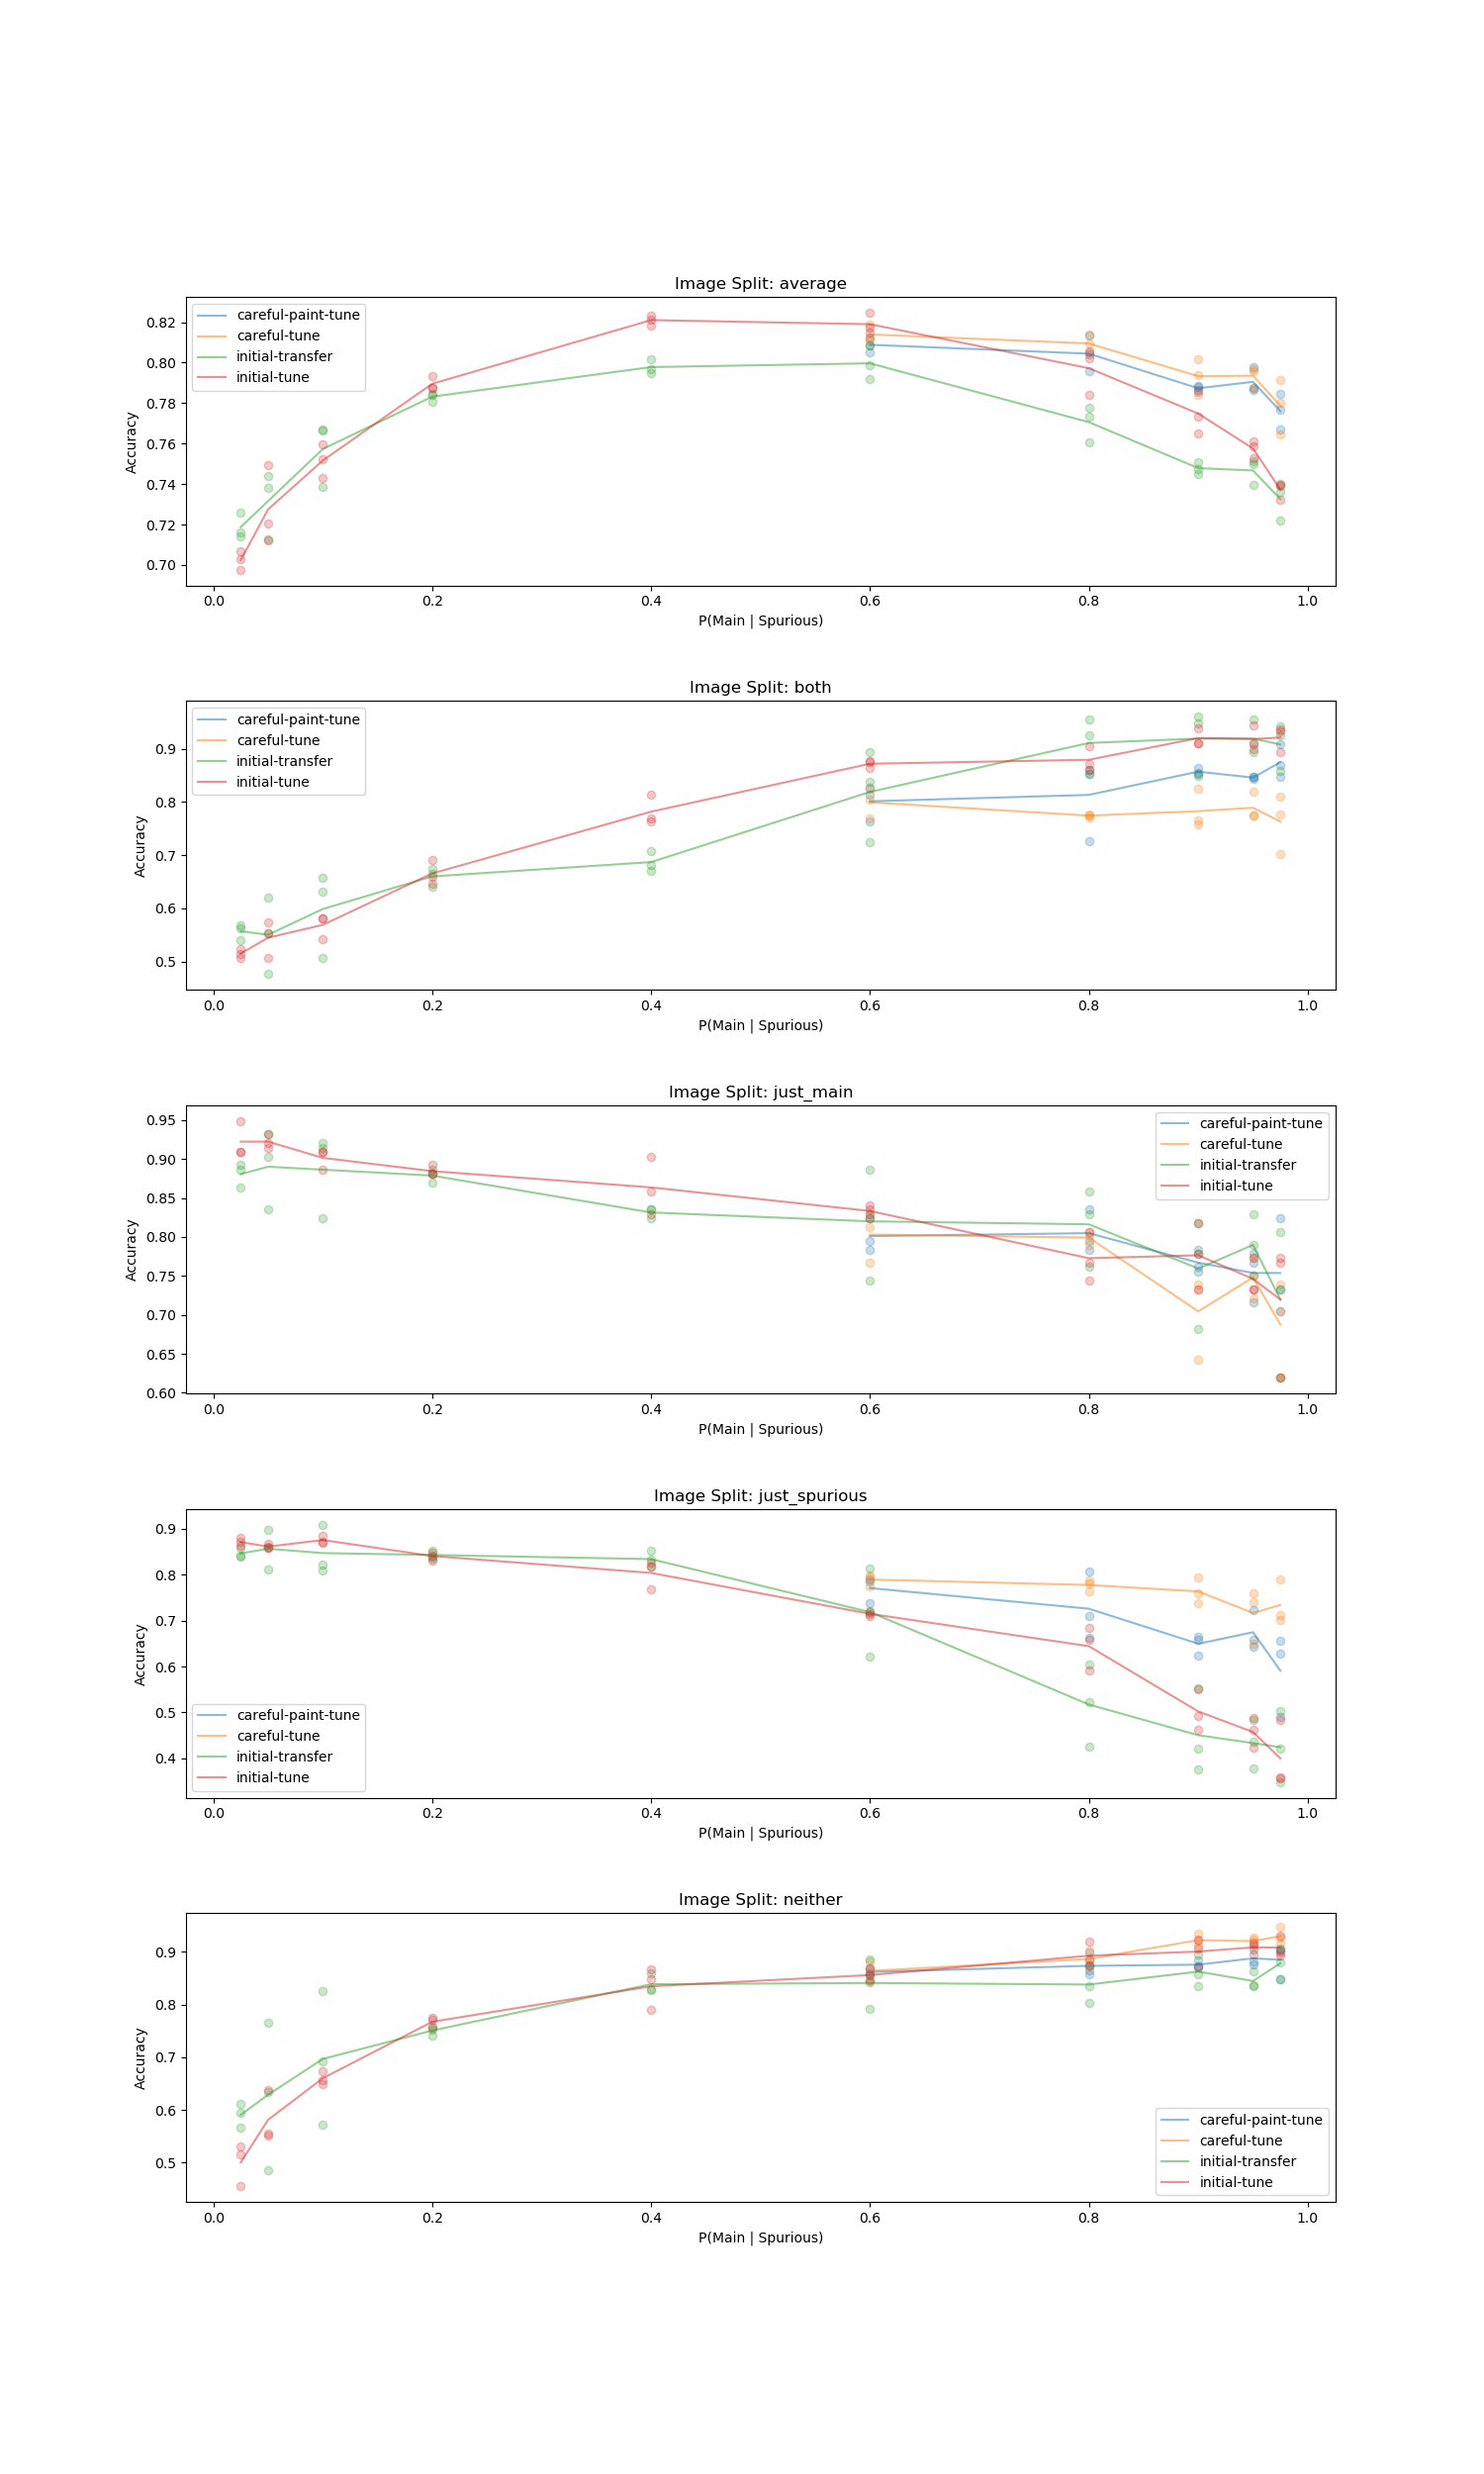 Image Split: average
careful-paint-tune
careful-tune
initial-transfer
initial-tune
0.82
0.80
0.78
0.76
0.74
0.72
0.70
Accuracy
0.0 0.2 0.4 0.6 0.8 1.0
P(Main | Spurious)
Image Split: both
careful-paint-tune
careful-tune
initial-transfer
initial-tune
0.9
0.8
0.7
0.6
0.5
Accuracy
0.0 0.2 0.4 0.6 0.8 1.0
P(Main | Spurious)
Image Split: just_main
careful-paint-tune
careful-tune
initial-transfer
initial-tune
0.95
0.90
0.85
0.80
0.75
0.70
0.65
0.60
Accuracy
0.0 0.2 0.4 0.6 0.8 1.0
P(Main | Spurious)
Image Split: just_spurious
0.9
0.8
0.7
0.6
0.5
0.4
Accuracy
careful-paint-tune
careful-tune
initial-transfer
initial-tune
0.0 0.2 0.4 0.6 0.8 1.0
P(Main | Spurious)
Image Split: neither
0.9
0.8
0.7
0.6
0.5
Accuracy
careful-paint-tune
careful-tune
initial-transfer
initial-tune
0.0 0.2 0.4 0.6 0.8 1.0
P(Main | Spurious)